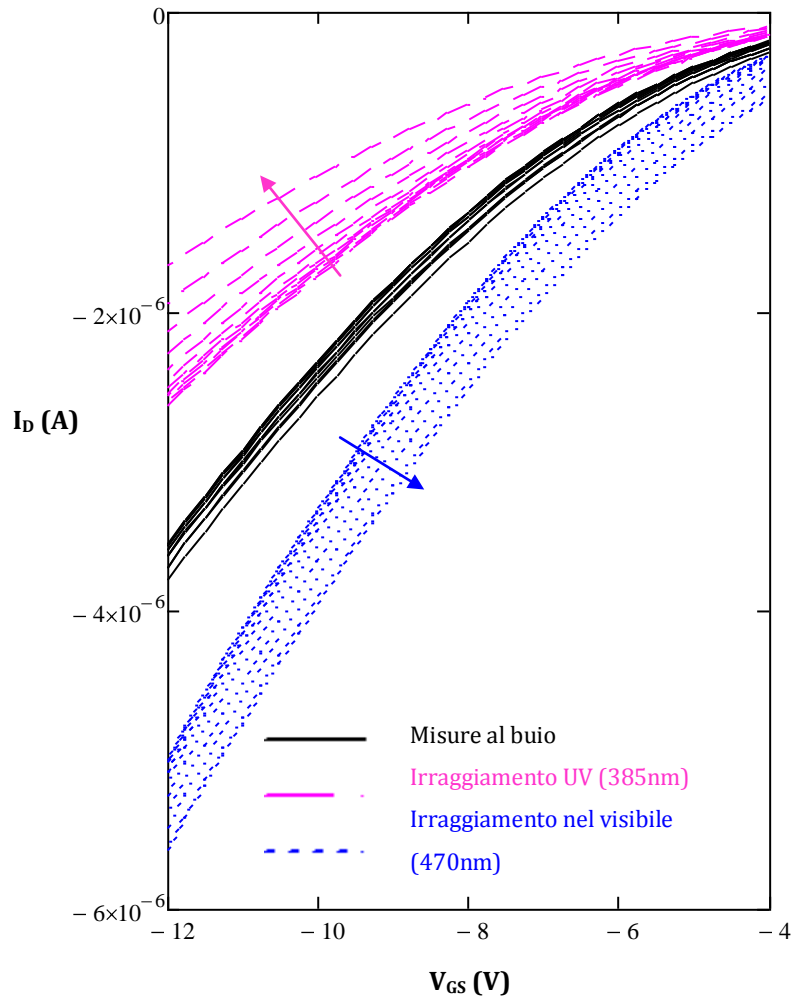 0
− 2×10⁻⁶
I_D (A)
− 4×10⁻⁶
Misure al buio
Irraggiamento UV (385nm)
Irraggiamento nel visibile
(470nm)
− 6×10⁻⁶
− 12
− 10
− 8
− 6
− 4
V_GS (V)